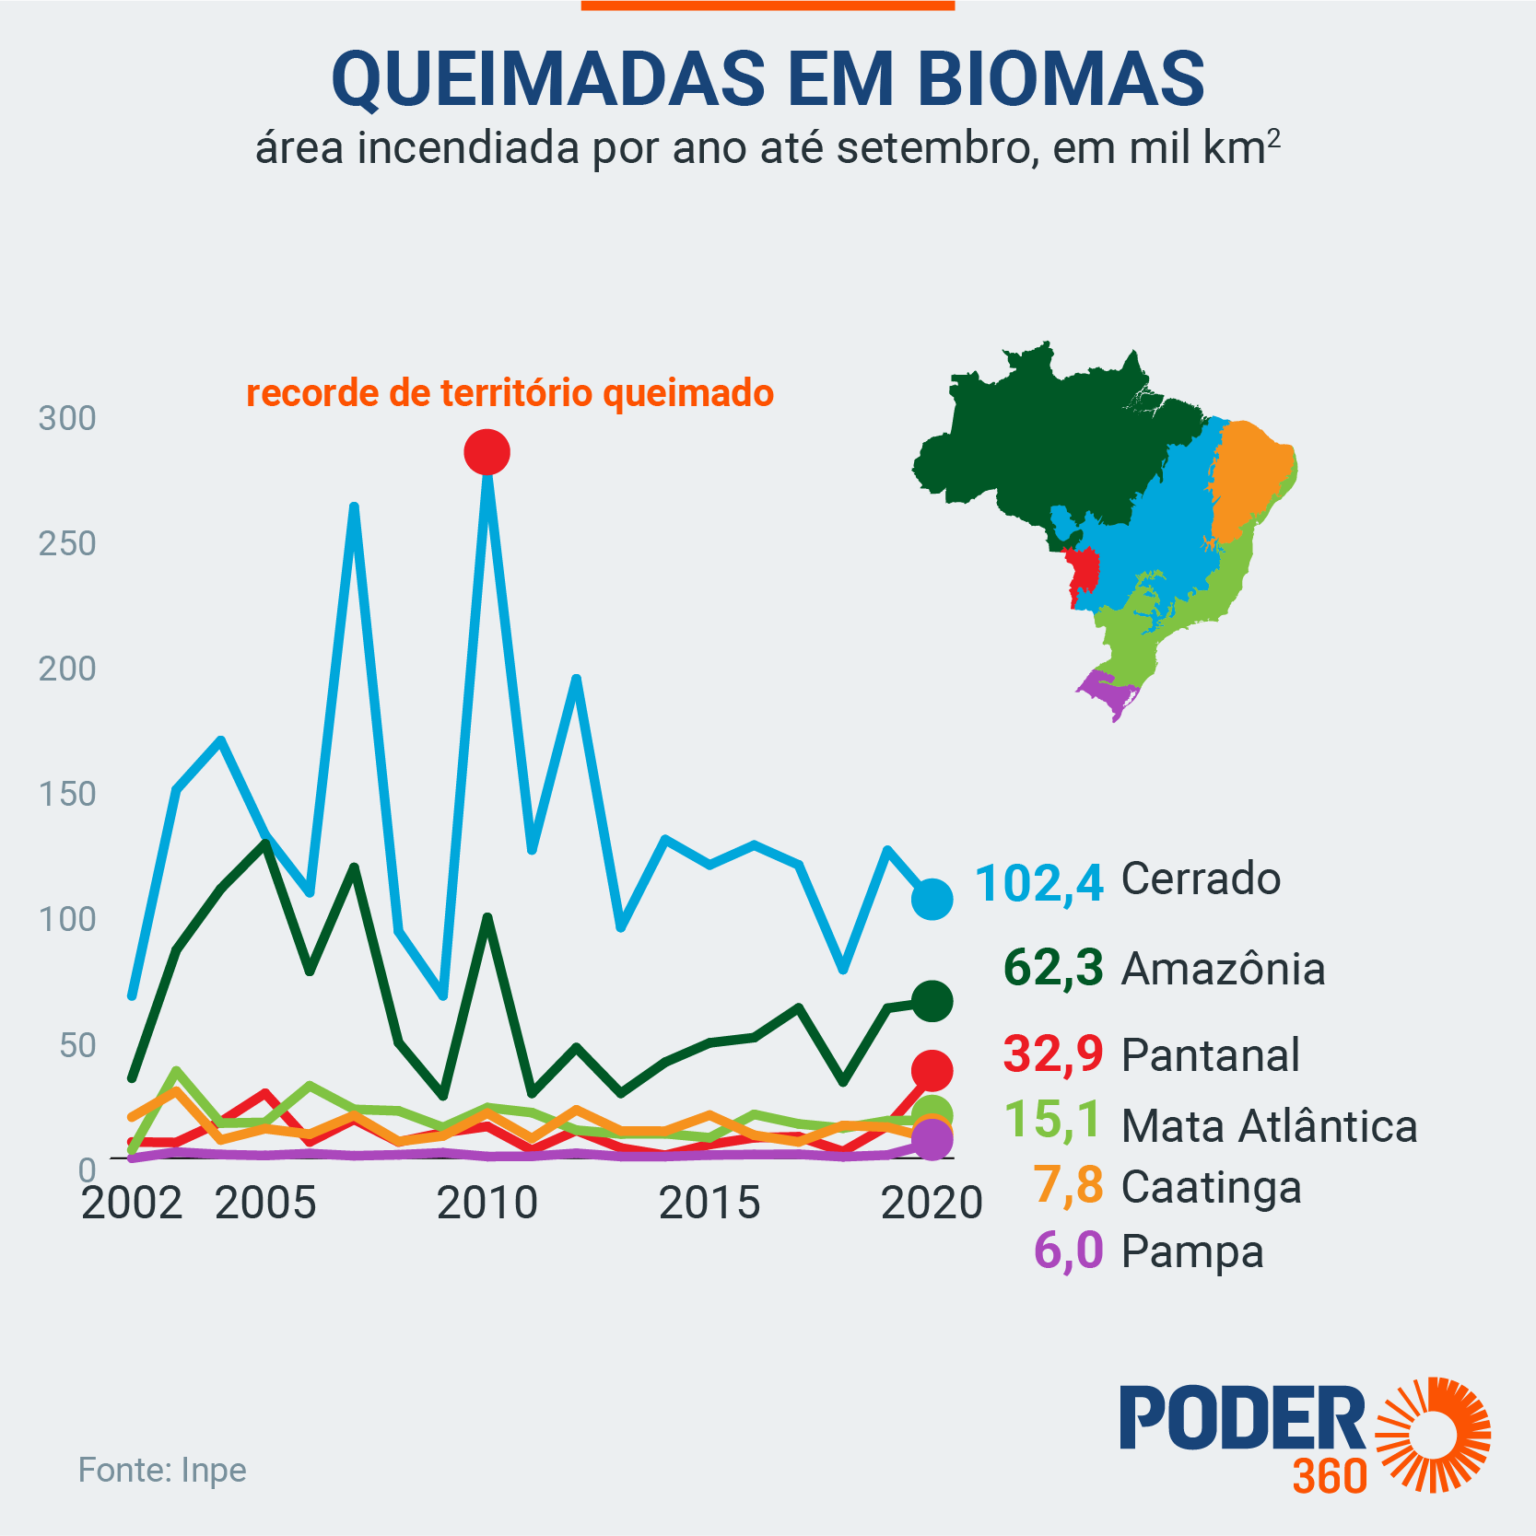 QUEIMADAS EM BIOMAS
área incendiada por ano até setembro, em mil km²
recorde de território queimado
300
250
200
150
100
50
0
2002 2005 2010 2015 2020
102,4 Cerrado
62,3 Amazônia
32,9 Pantanal
15,1 Mata Atlântica
7,8 Caatinga
6,0 Pampa
Fonte: Inpe
PODER
360